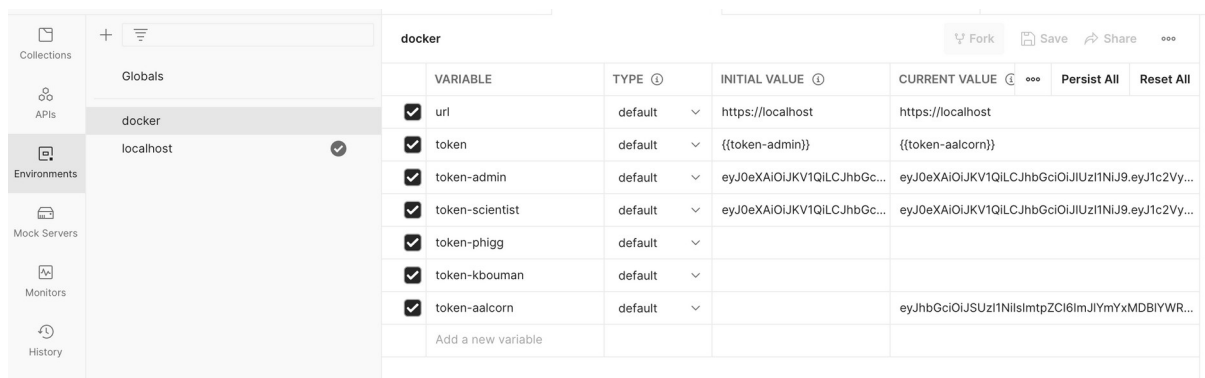 Collections
APIs
Environments
Mock Servers
Monitors
History
Globals
docker
localhost
docker
Fork Save Share
VARIABLE TYPE INITIAL VALUE CURRENT VALUE Persist All Reset All
url default https://localhost https://localhost
token default {{token-admin}} {{token-aalcorn}}
token-admin default eyJ0eXAiOiJKV1QiLCJhbGc... eyJ0eXAiOiJKV1QiLCJhbGciOiJIUzI1NiJ9.eyJ1c2Vy...
token-scientist default eyJ0eXAiOiJKV1QiLCJhbGc... eyJ0eXAiOiJKV1QiLCJhbGciOiJIUzI1NiJ9.eyJ1c2Vy...
token-phigg default
token-kbouman default
token-aalcorn default eyJhbGciOiJSUzI1NiIsImtpZCI6ImJlYmYxMDBlYWR...
Add a new variable